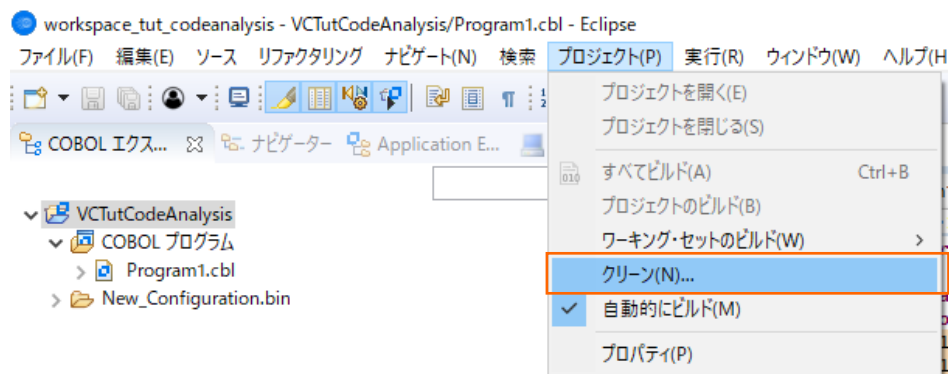 workspace_tut_codeanalysis - VCTutCodeAnalysis/Program1.cbl - Eclipse
ファイル(F) 編集(E) ソース リファクタリング ナビゲート(N) 検索 プロジェクト(P) 実行(R) ウィンドウ(W) ヘルプ(H
プロジェクトを開く(E)
プロジェクトを閉じる(S)
COBOL エクス... ナビゲーター Application E...
すべてビルド(A) Ctrl+B
プロジェクトのビルド(B)
VCTutCodeAnalysis
COBOL プログラム
ワーキング・セットのビルド(W)
Program1.cbl
クリーン(N)...
New_Configuration.bin
自動的にビルド(M)
プロパティ(P)